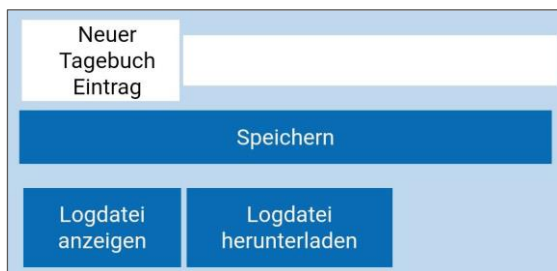 Neuer
Tagebuch
Eintrag
Speichern
Logdatei
anzeigen
Logdatei
herunterladen